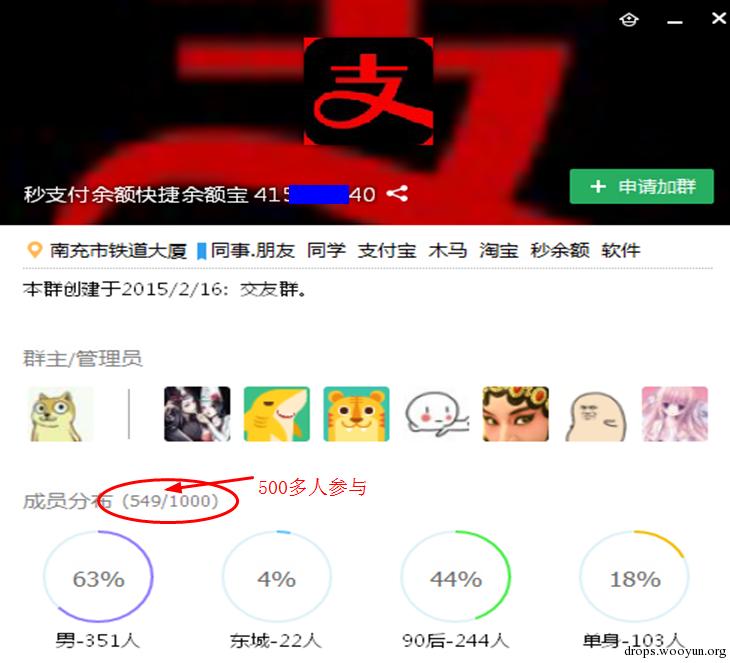 支
秒支付余额快捷余额宝 415 40
+ 申请加群
南充市铁道大厦 同事.朋友 同学 支付宝 木马 淘宝 秒余额 软件
本群创建于2015/2/16: 交友群。
群主/管理员
成员分布 (549/1000)
500多人参与
63% 4% 44% 18%
男-351人 东城-22人 90后-244人 单身-103人
drops.wooyun.org